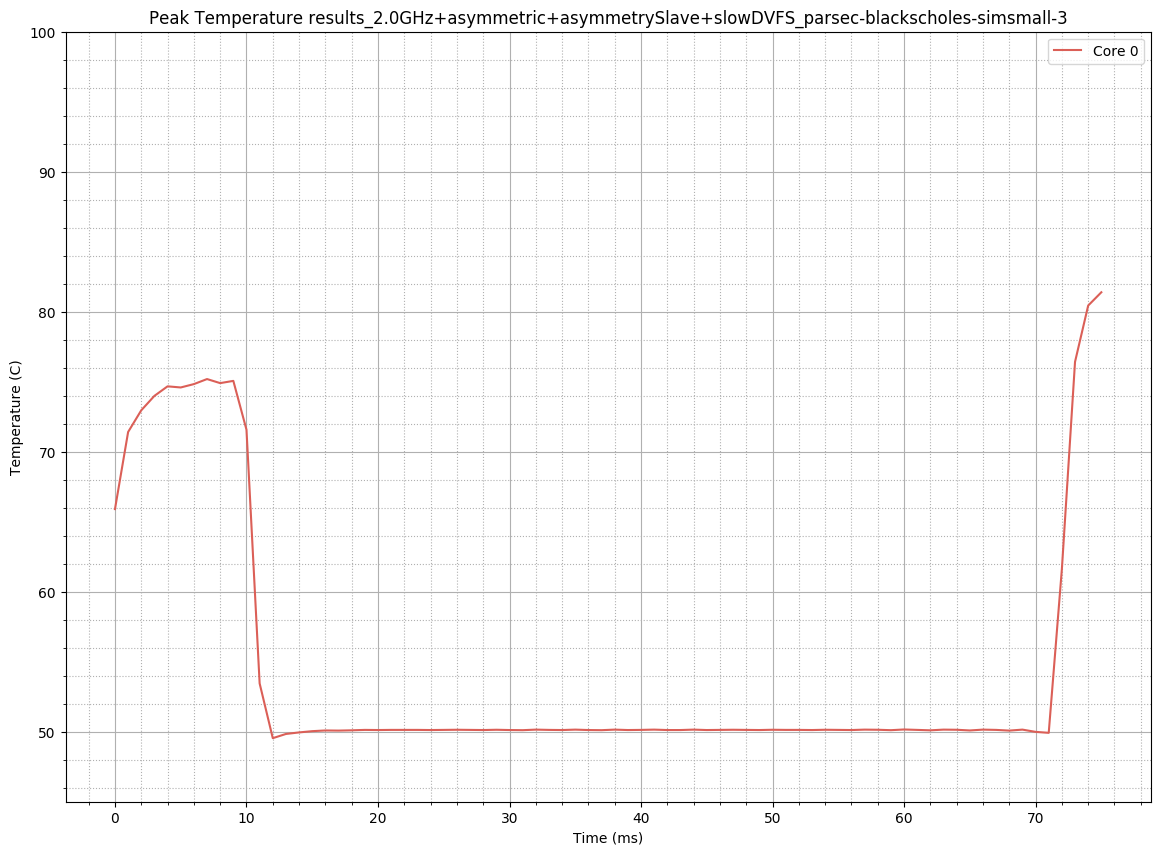 Peak Temperature results_2.0GHz+asymmetric+asymmetrySlave+slowDVFS_parsec-blackscholes-simsmall-3
Core 0
100
90
80
70
60
50
Temperature (C)
0 10 20 30 40 50 60 70
Time (ms)